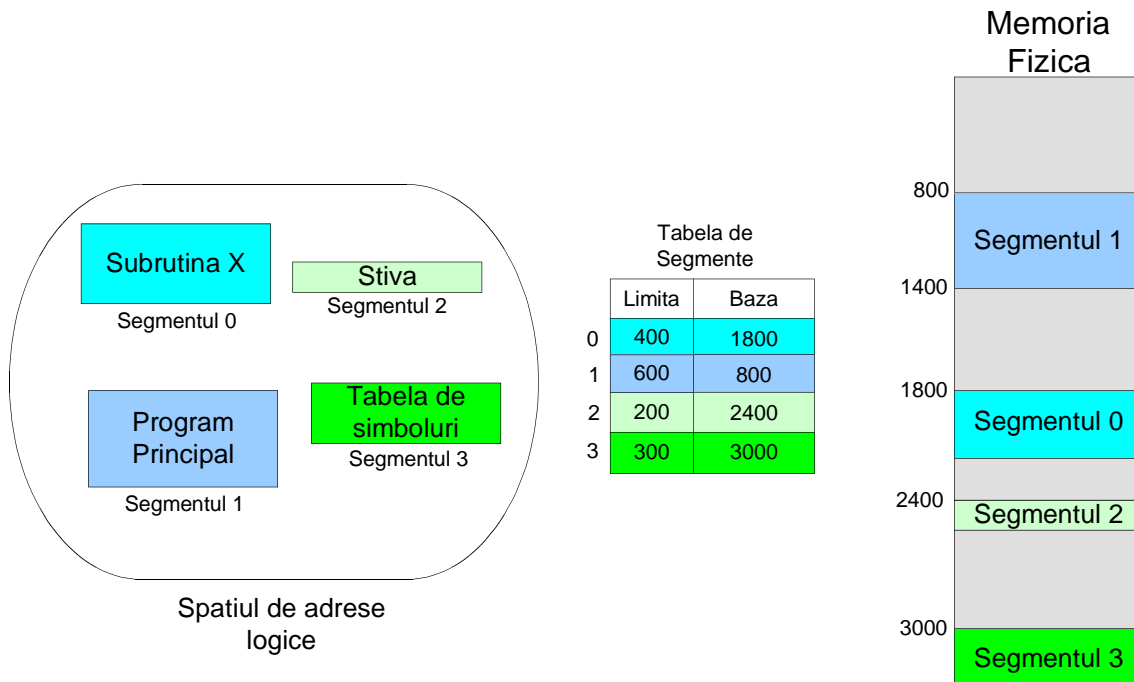 Subrutina X
Segmentul 0
Stiva
Segmentul 2
Program
Principal
Segmentul 1
Tabela de
simboluri
Segmentul 3
Spatiul de adrese
logice
Tabela de
Segmente
Limita Baza
0 400 1800
1 600 800
2 200 2400
3 300 3000
Memoria
Fizica
800
Segmentul 1
1400
1800
Segmentul 0
2400
Segmentul 2
3000
Segmentul 3